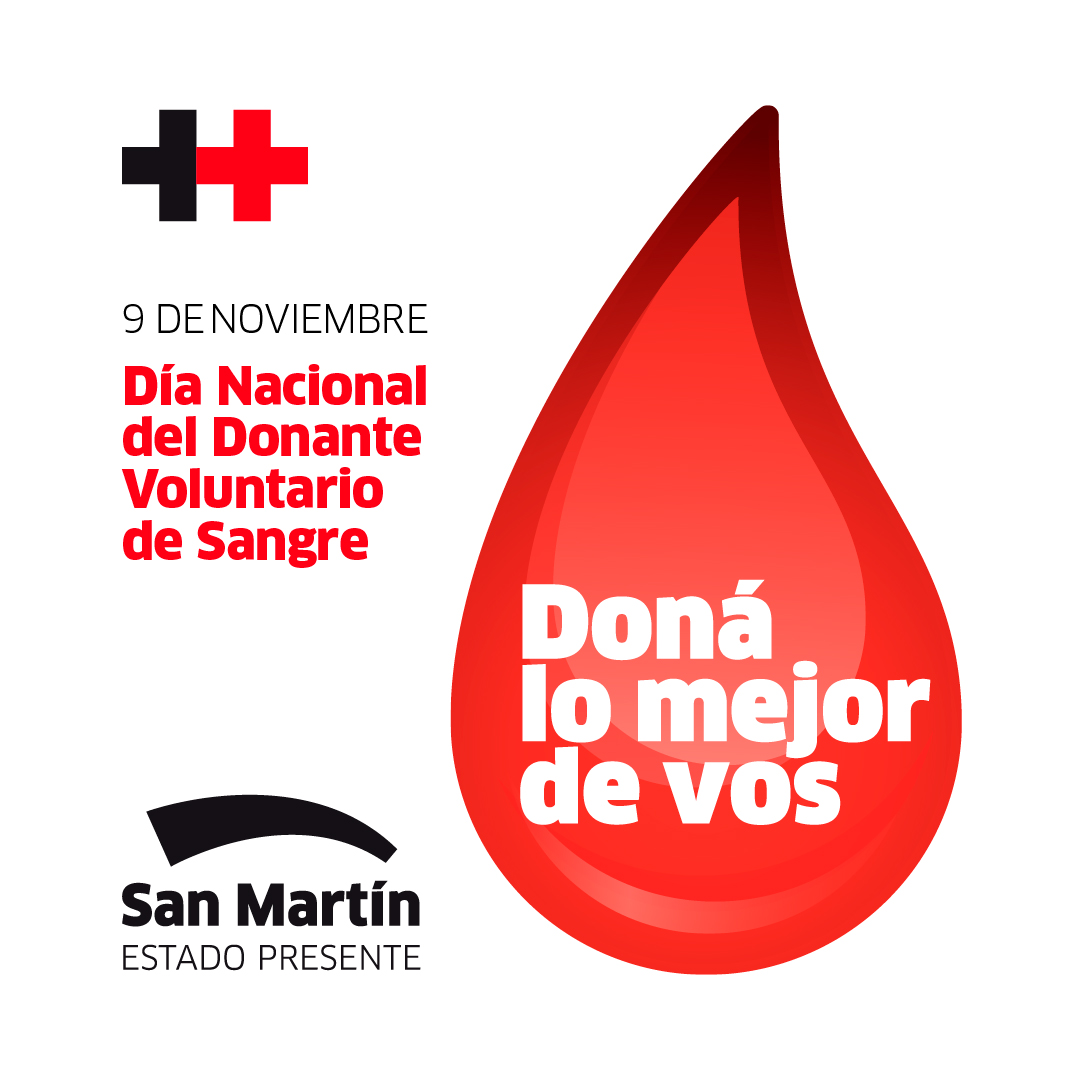 9 DE NOVIEMBRE
Día Nacional
del Donante
Voluntario
de Sangre
Doná
lo mejor
de vos
San Martín
ESTADO PRESENTE